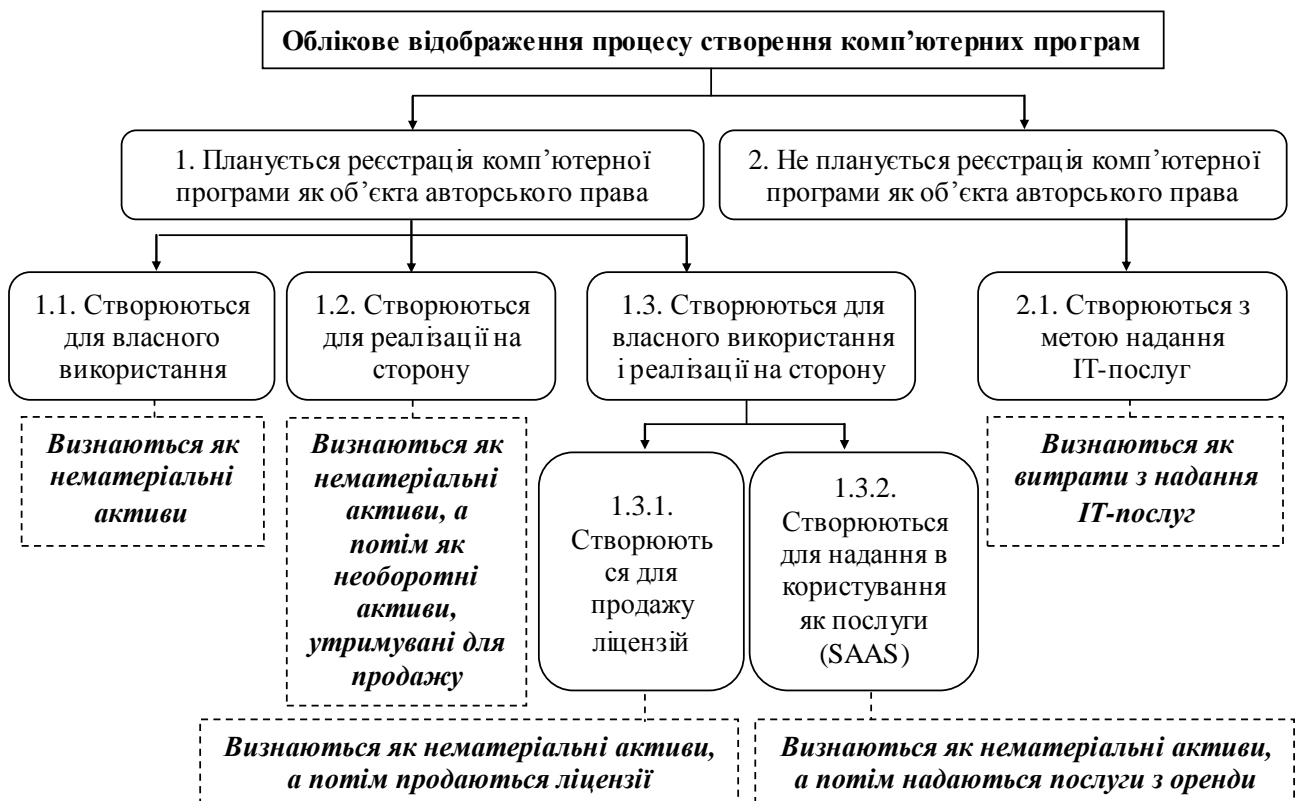 Облікове відображення процесу створення комп’ютерних програм
1. Планується реєстрація комп’ютерної
програми як об’єкта авторського права
2. Не планується реєстрація комп’ютерної
програми як об’єкта авторського права
1.1. Створюються
для власного
використання
1.2. Створюються
для реалізації на
сторону
1.3. Створюються для
власного використання
і реалізації на сторону
2.1. Створюються з
метою надання
ІТ-послуг
Визнаються як
нематеріальні
активи
Визнаються як
нематеріальні
активи, а
потім як
необоротні
активи,
утримувані для
продажу
1.3.1.
Створюють
ся для
продажу
ліцензій
1.3.2.
Створюються
для надання в
користування
як послуги
(SAAS)
Визнаються як
витрати з надання
ІТ-послуг
Визнаються як нематеріальні активи,
а потім продаються ліцензії
Визнаються як нематеріальні активи,
а потім надаються послуги з оренди